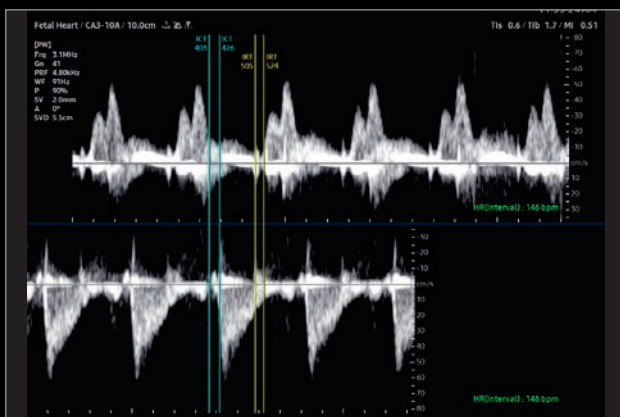 Fetal Heart / CA3-10A / 10.0cm
TIs 0.6 / TIb 1.7 / MI 0.51
[PW]
Frq 3.1MHz
Gn 41
PRF 4.80kHz
WF 91Hz
P 90%
SV 2.0mm
A 0°
SVD 5.5cm
ICT
403
ICT
426
IRT
505
IRT
524
80
70
60
50
40
30
20
10
cm/s
10
20
30
HR(Interval) : 146 bpm
30
20
10
cm/s
10
20
30
40
50
60
70
80
HR(Interval) : 146 bpm